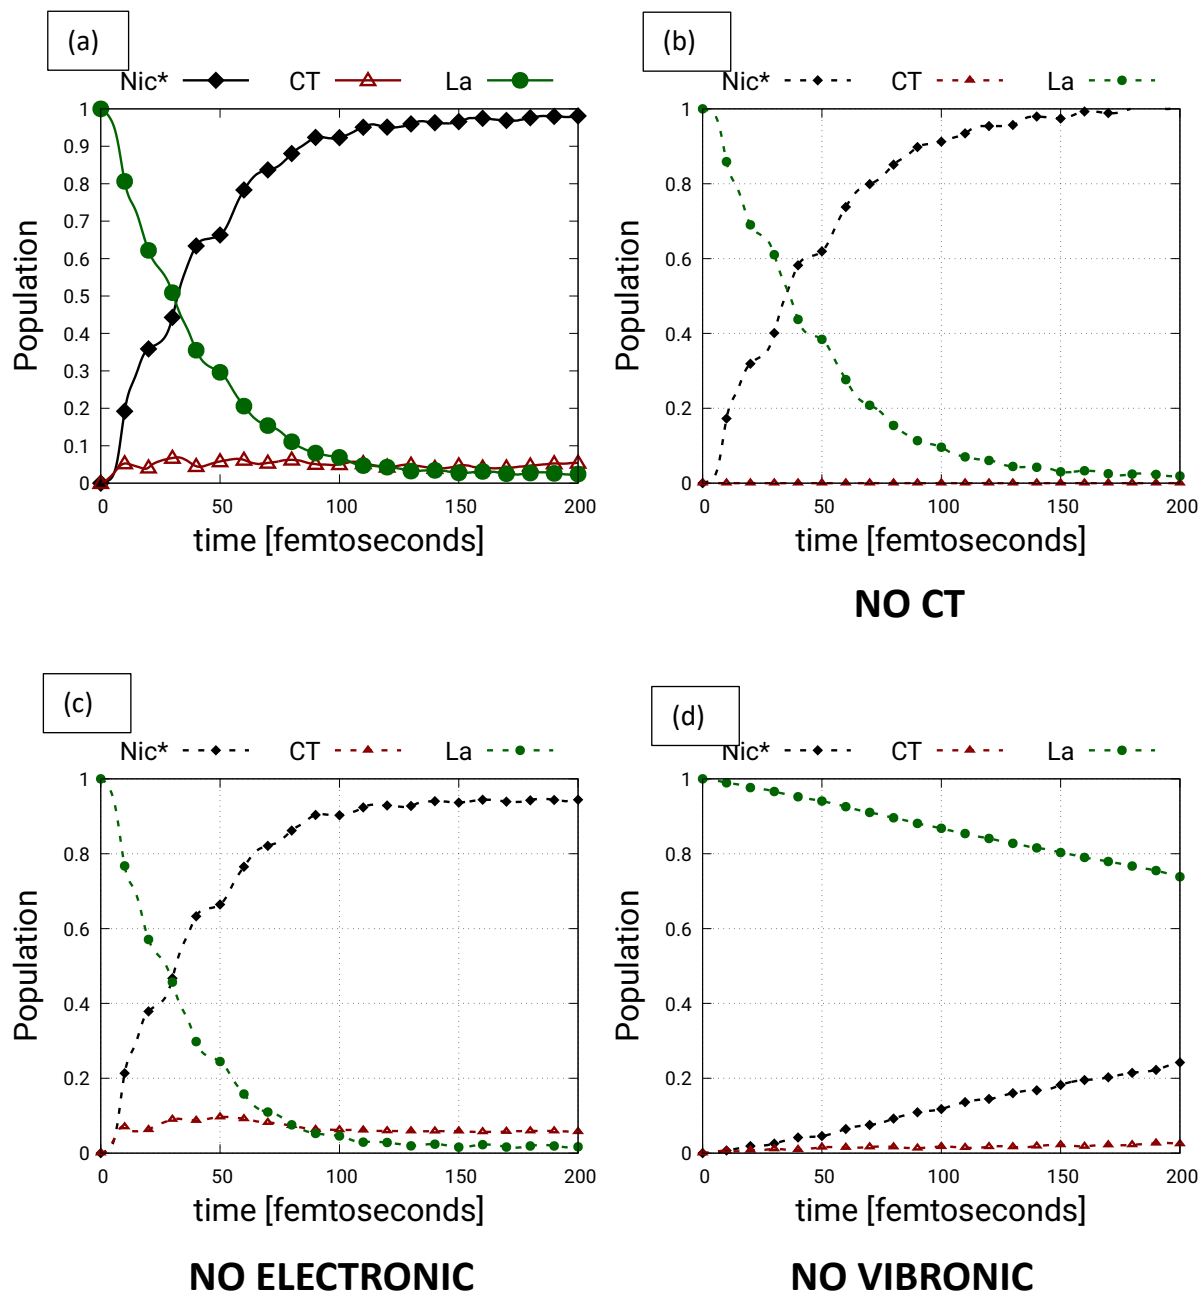 (a)
Nic* CT La
1
0.9
0.8
0.7
0.6
0.5
0.4
0.3
0.2
0.1
0
0 50 100 150 200
Population
time [femtoseconds]
(b)
Nic* CT La
1
0.8
0.6
0.4
0.2
0
0 50 100 150 200
Population
time [femtoseconds]
NO CT
(c)
Nic* CT La
1
0.8
0.6
0.4
0.2
0
0 50 100 150 200
Population
time [femtoseconds]
NO ELECTRONIC
(d)
Nic* CT La
1
0.8
0.6
0.4
0.2
0
0 50 100 150 200
Population
time [femtoseconds]
NO VIBRONIC